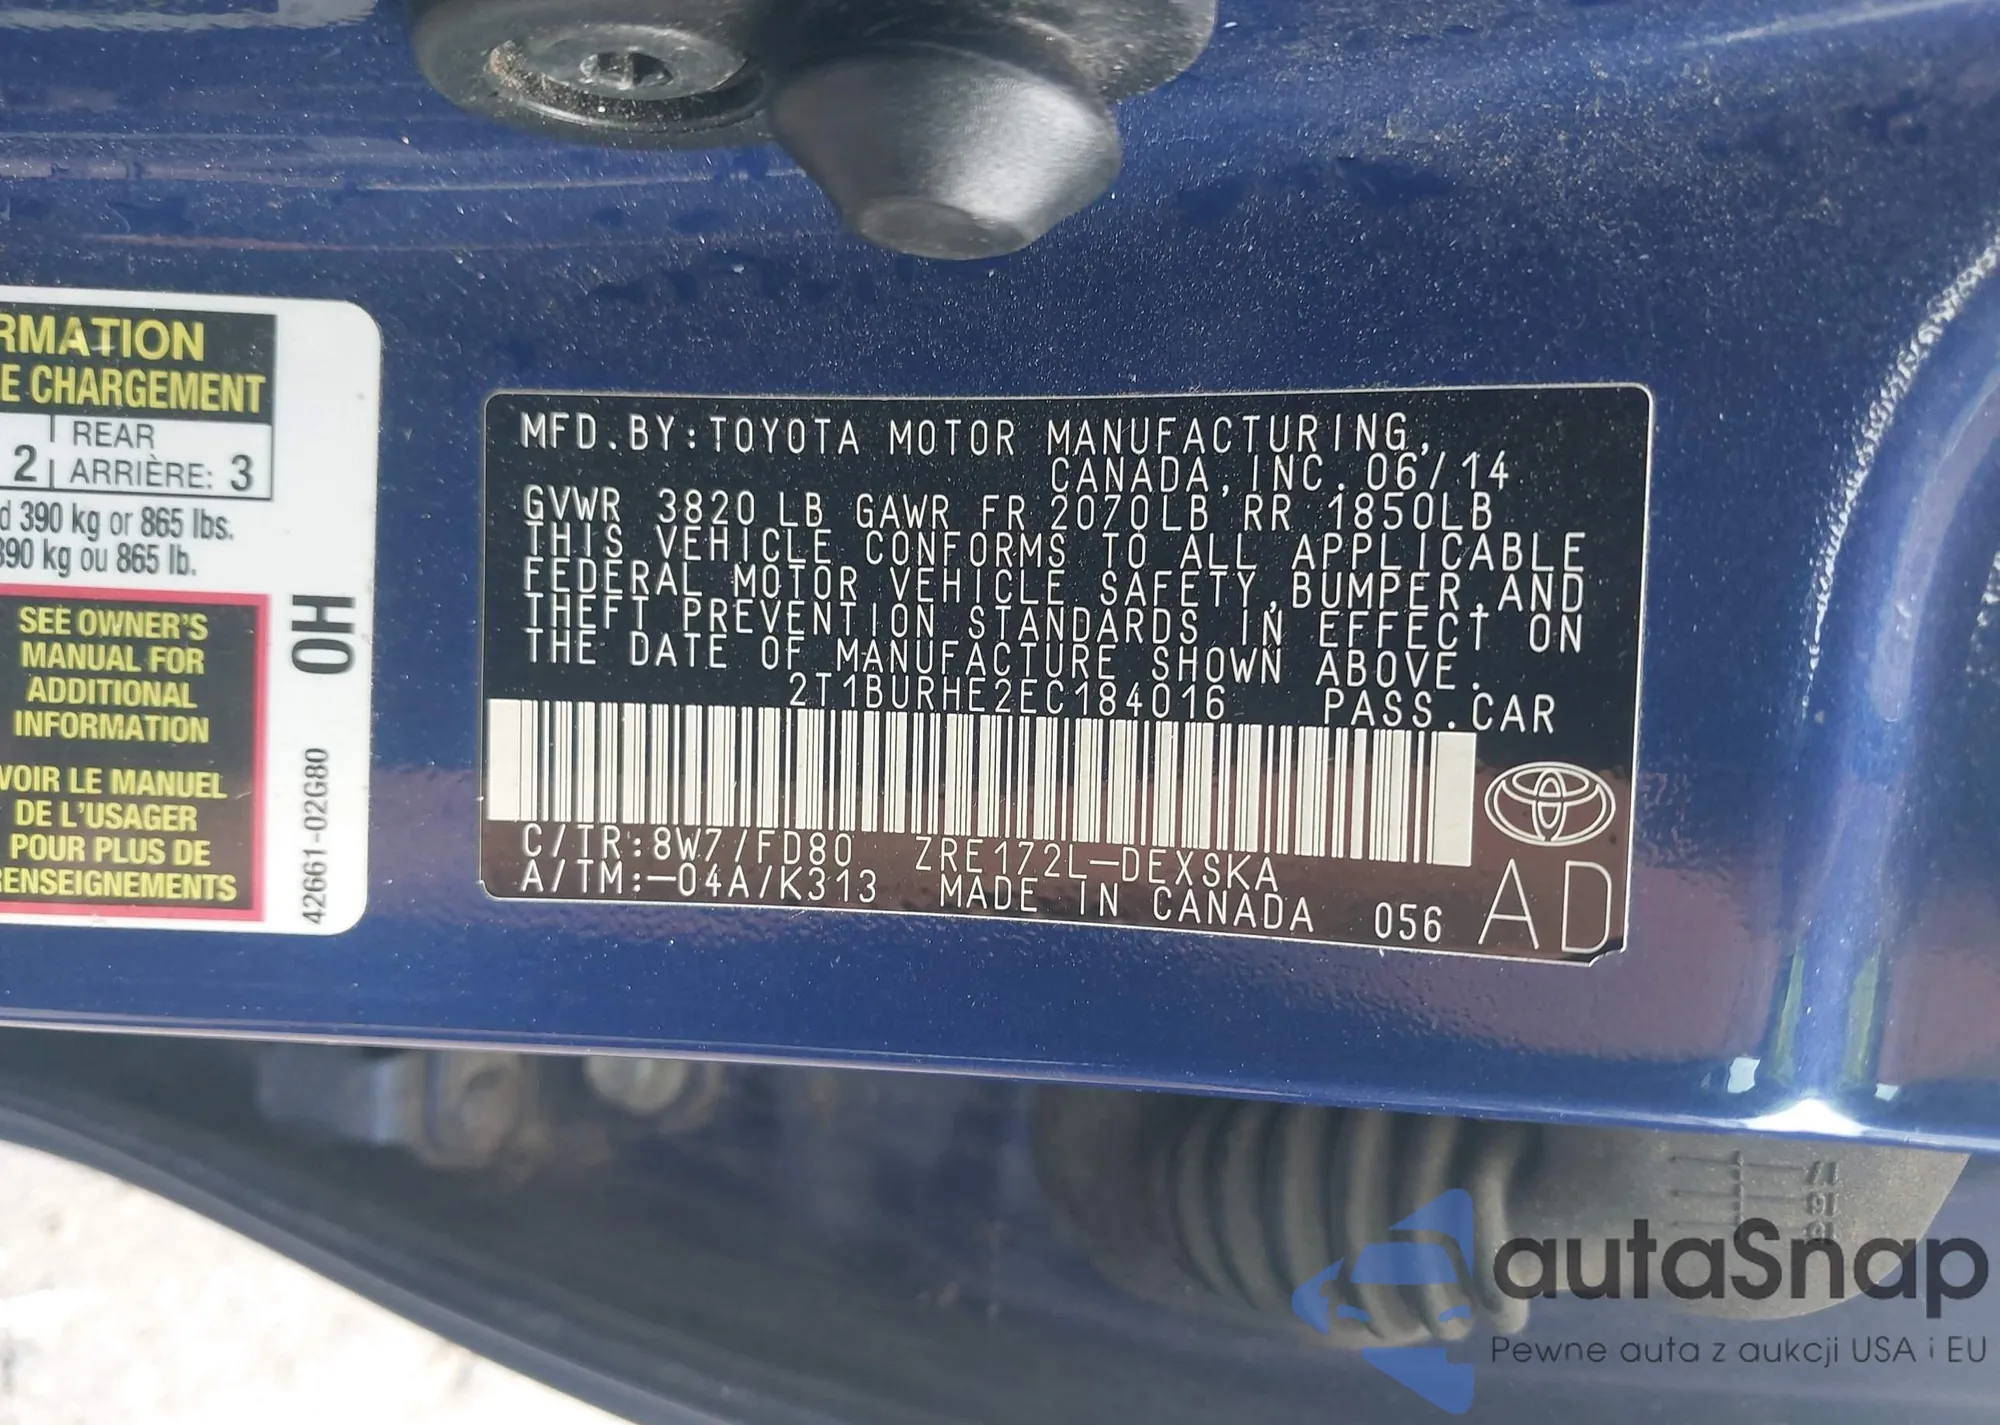 RMATION
E CHARGEMENT
2 REAR
ARRIÈRE: 3
d 390 kg or 865 lbs.
390 kg ou 865 lb.
SEE OWNER'S
MANUAL FOR
ADDITIONAL
INFORMATION
VOIR LE MANUEL
DE L'USAGER
POUR PLUS DE
RENSEIGNEMENTS
0H
42661-02G80
MFD.BY:TOYOTA MOTOR MANUFACTURING,
CANADA,INC.06/14
GVWR 3820 LB GAWR FR 2070LB RR 1850LB
THIS VEHICLE CONFORMS TO ALL APPLICABLE
FEDERAL MOTOR VEHICLE SAFETY,BUMPER,AND
THEFT PREVENTION STANDARDS IN EFFECT ON
THE DATE OF MANUFACTURE SHOWN ABOVE.
2T1BURHE2EC184016 PASS.CAR
C/TR:8W7/FD80 ZRE172L-DEXSKA
A/TM:-04A/K313 MADE IN CANADA 056 AD
autaSnap
Pewne auta z aukcji USA i EU